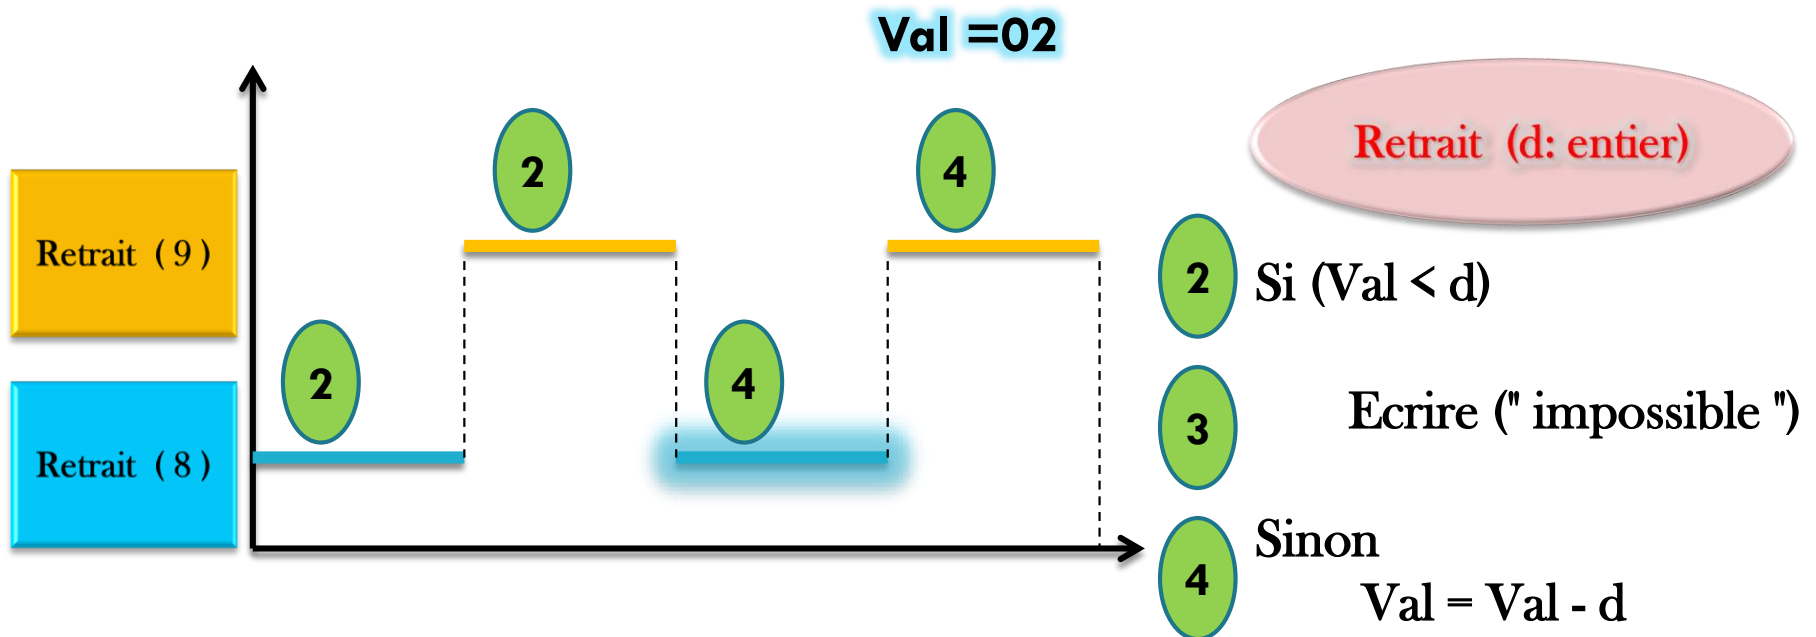 Val =02
Retrait (d: entier)
2
4
Retrait ( 9 )
2 Si (Val < d)
2
4
3 Ecrire (" impossible ")
Retrait ( 8 )
4 Sinon
Val = Val - d